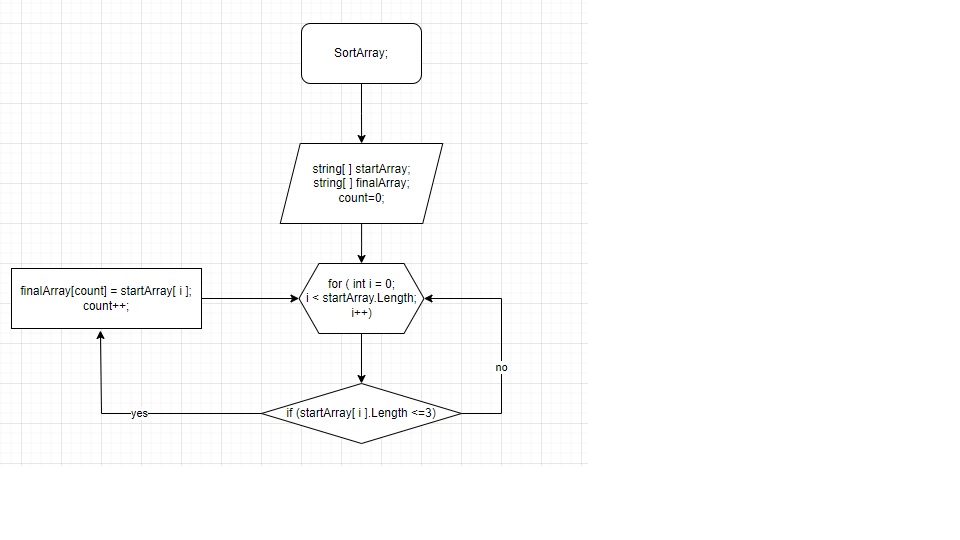 SortArray;
string[ ] startArray;
string[ ] finalArray;
count=0;
for ( int i = 0;
i < startArray.Length;
i++)
finalArray[count] = startArray[ i ];
count++;
no
if (startArray[ i ].Length <=3)
yes